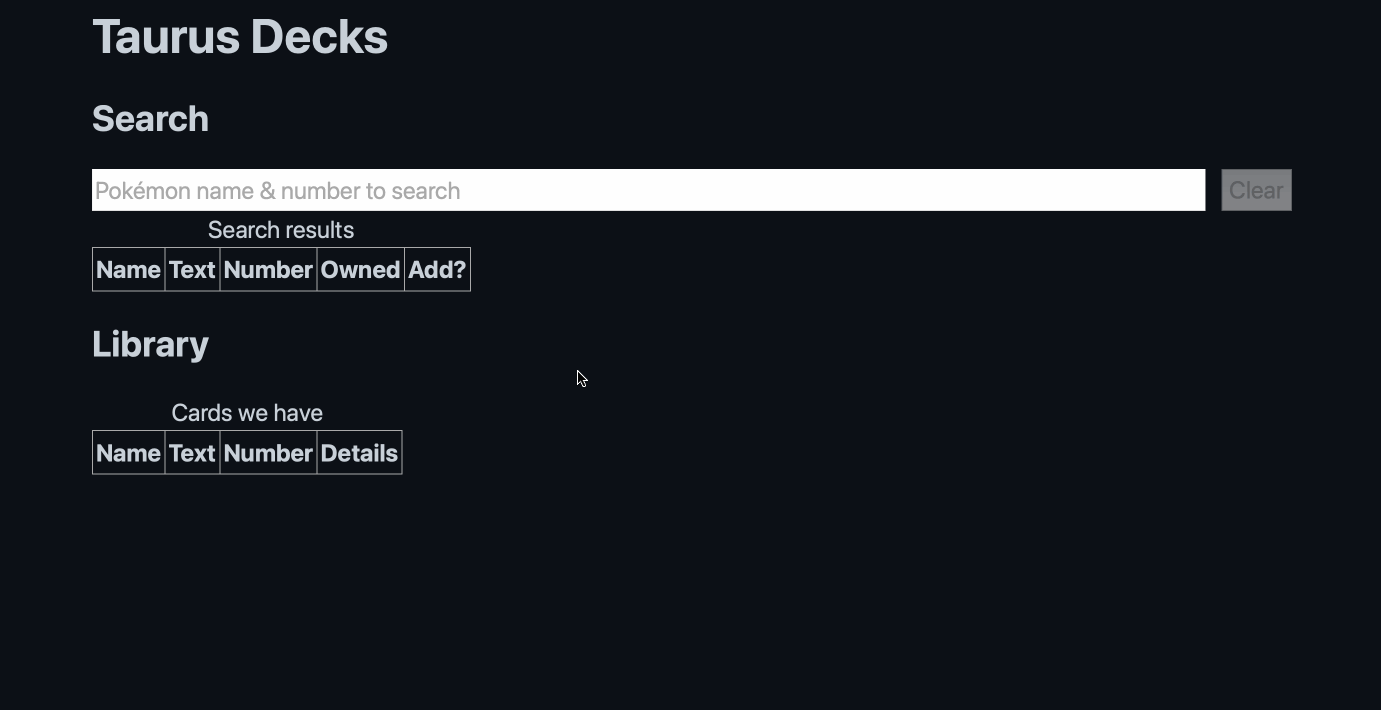 Taurus Decks
Search
Pokémon name & number to search Clear
Search results
Name Text Number Owned Add?
Library
Cards we have
Name Text Number Details